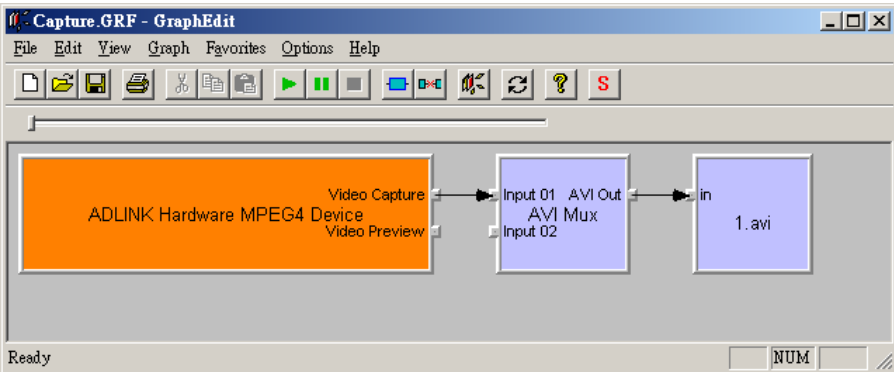 Capture.GRF - GraphEdit
File Edit View Graph Favorites Options Help
S
Video Capture
ADLINK Hardware MPEG4 Device
Video Preview
Input 01 AVI Out
AVI Mux
Input 02
in
1.avi
Ready
NUM